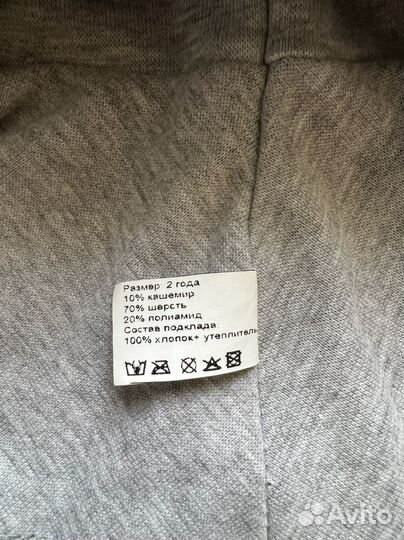 Размер: 2 года
10% кашемир
70% шерсть
20% полиамид
Состав подклада:
100% хлопок+ утеплитель
Avito